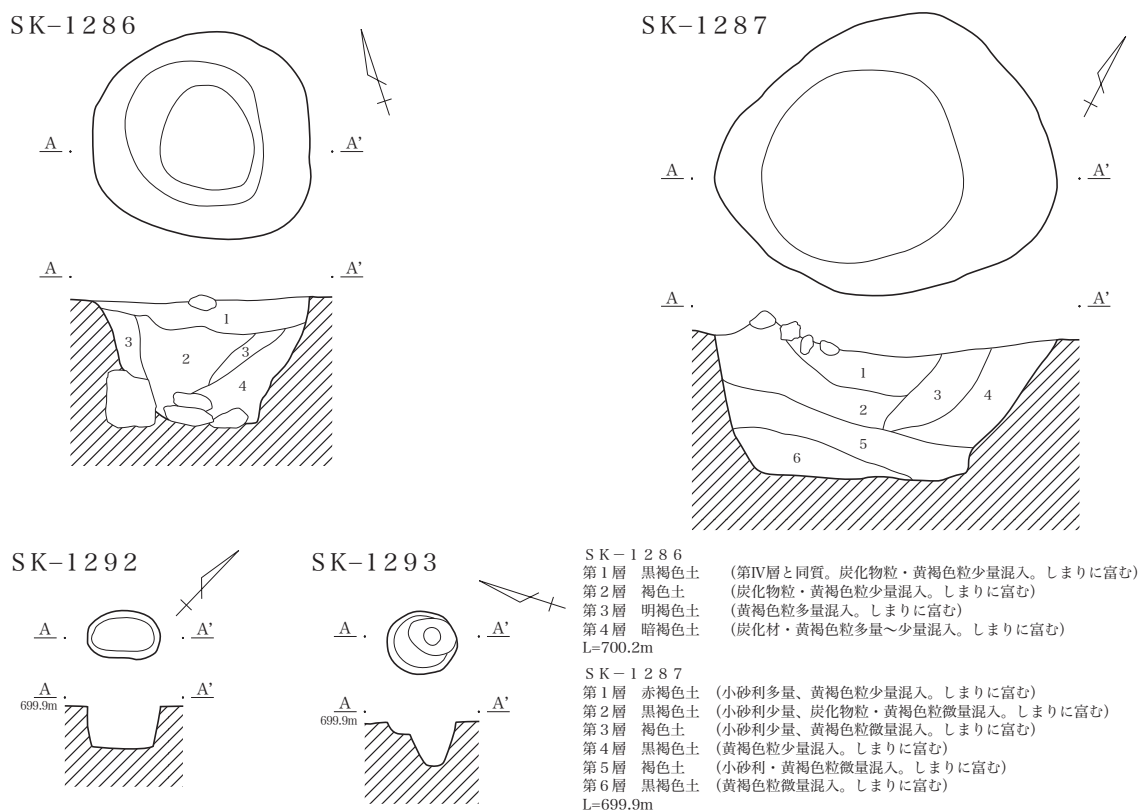 SK–1286
A
A’
A
A’
1
3
2
3
4
SK–1287
A
A’
A
A’
1
2
3
4
5
6
SK–1292
A
A’
A
A’
699.9m
SK–1293
A
A’
A
A’
699.9m
SK－1286
第1層 黒褐色土 (第Ⅳ層と同質。炭化物粒・黄褐色粒少量混入。しまりに富む)
第2層 褐色土 (炭化物粒・黄褐色粒少量混入。しまりに富む)
第3層 明褐色土 (黄褐色粒多量混入。しまりに富む)
第4層 暗褐色土 (炭化材・黄褐色粒多量～少量混入。しまりに富む)
L=700.2m
SK－1287
第1層 赤褐色土 (小砂利多量、黄褐色粒少量混入。しまりに富む)
第2層 黒褐色土 (小砂利少量、炭化物粒・黄褐色粒微量混入。しまりに富む)
第3層 褐色土 (小砂利少量、黄褐色粒微量混入。しまりに富む)
第4層 黒褐色土 (黄褐色粒少量混入。しまりに富む)
第5層 褐色土 (小砂利・黄褐色粒微量混入。しまりに富む)
第6層 黒褐色土 (黄褐色粒微量混入。しまりに富む)
L=699.9m